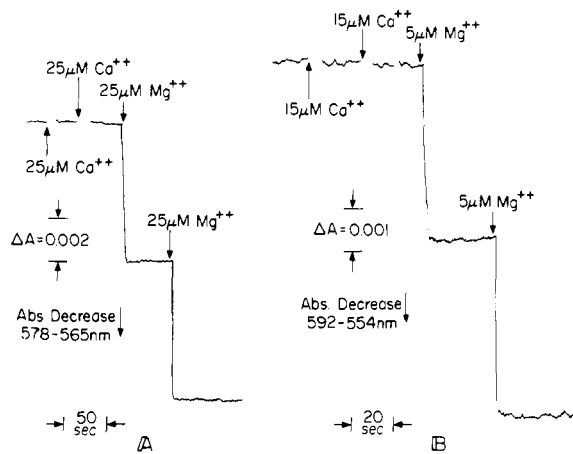 25μM Ca++
25μM Mg++
25μM Ca++
25μM Mg++
ΔA=0.002
Abs Decrease
578-565nm
50
sec
A
15μM Ca++
5μM Mg++
15μM Ca++
5μM Mg++
ΔA=0.001
Abs. Decrease
592-554nm
20
sec
B